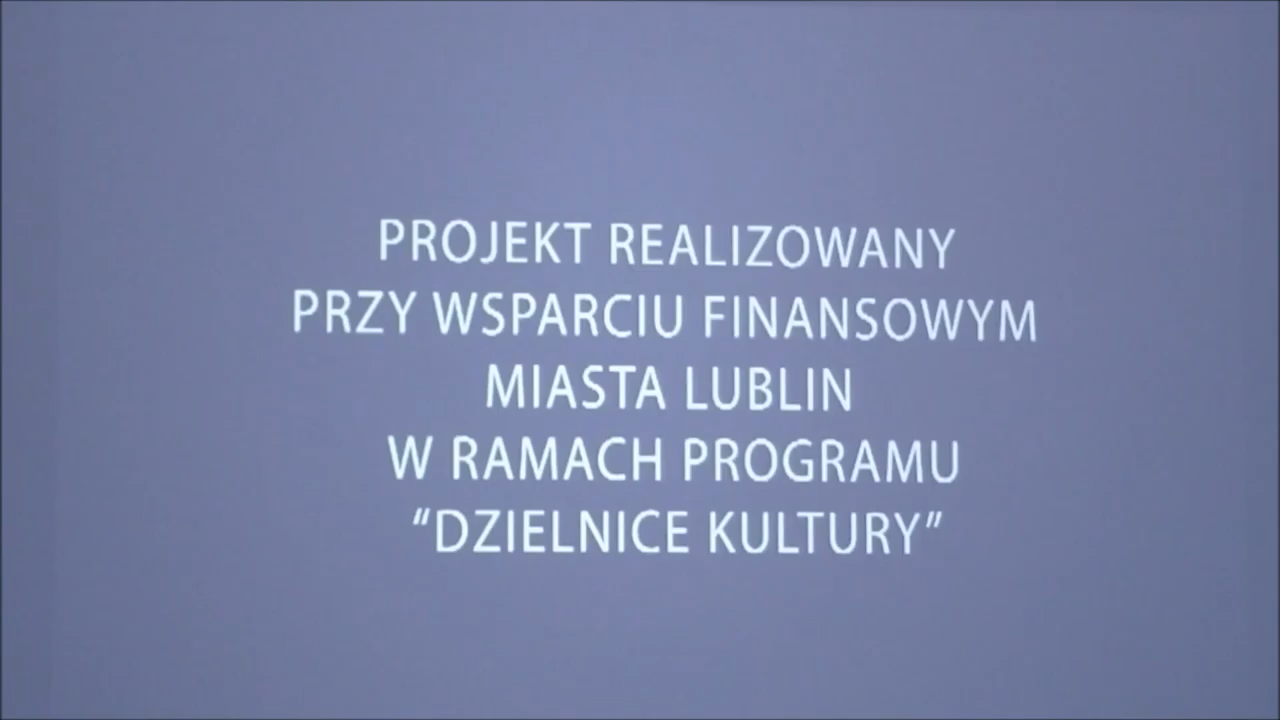 PROJEKT REALIZOWANY
PRZY WSPARCIU FINANSOWYM
MIASTA LUBLIN
W RAMACH PROGRAMU
“DZIELNICE KULTURY”